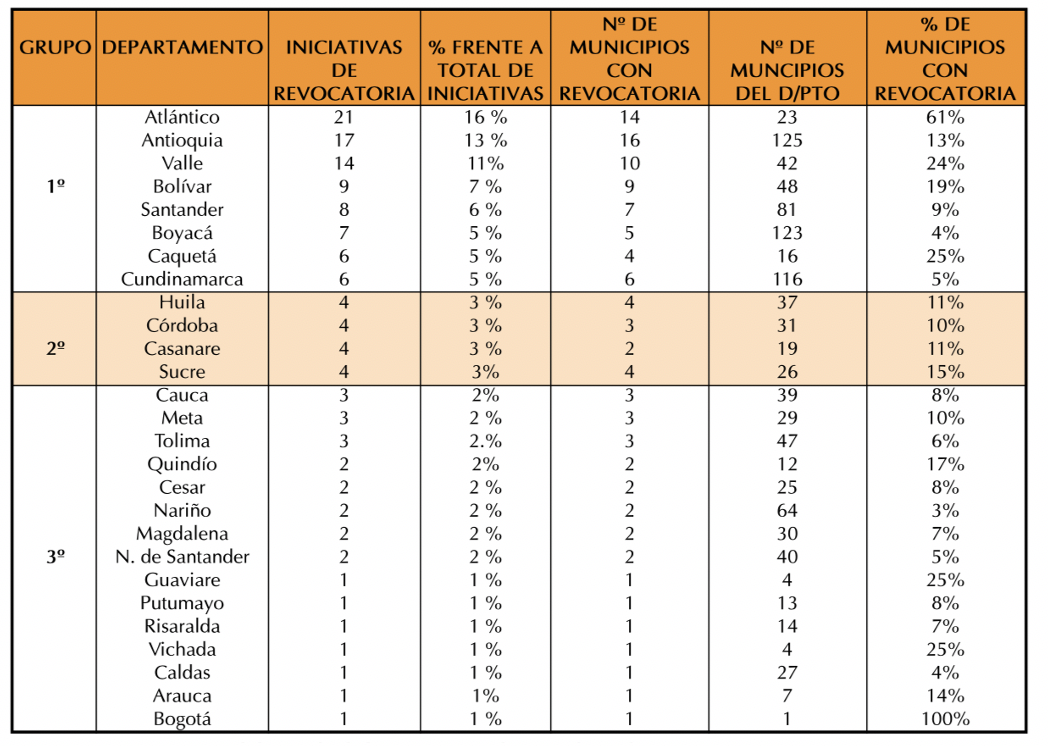 GRUPO DEPARTAMENTO INICIATIVAS DE REVOCATORIA % FRENTE A TOTAL DE INICIATIVAS Nº DE MUNICIPIOS CON REVOCATORIA Nº DE MUNCIPIOS DEL D/PTO % DE MUNICIPIOS CON REVOCATORIA
1º
Atlántico 21 16 % 14 23 61%
Antioquia 17 13 % 16 125 13%
Valle 14 11% 10 42 24%
Bolívar 9 7 % 9 48 19%
Santander 8 6 % 7 81 9%
Boyacá 7 5 % 5 123 4%
Caquetá 6 5 % 4 16 25%
Cundinamarca 6 5 % 6 116 5%
2º
Huila 4 3 % 4 37 11%
Córdoba 4 3 % 3 31 10%
Casanare 4 3 % 2 19 11%
Sucre 4 3% 4 26 15%
3º
Cauca 3 2% 3 39 8%
Meta 3 2 % 3 29 10%
Tolima 3 2.% 3 47 6%
Quindío 2 2% 2 12 17%
Cesar 2 2 % 2 25 8%
Nariño 2 2 % 2 64 3%
Magdalena 2 2 % 2 30 7%
N. de Santander 2 2 % 2 40 5%
Guaviare 1 1 % 1 4 25%
Putumayo 1 1 % 1 13 8%
Risaralda 1 1 % 1 14 7%
Vichada 1 1 % 1 4 25%
Caldas 1 1 % 1 27 4%
Arauca 1 1% 1 7 14%
Bogotá 1 1 % 1 1 100%